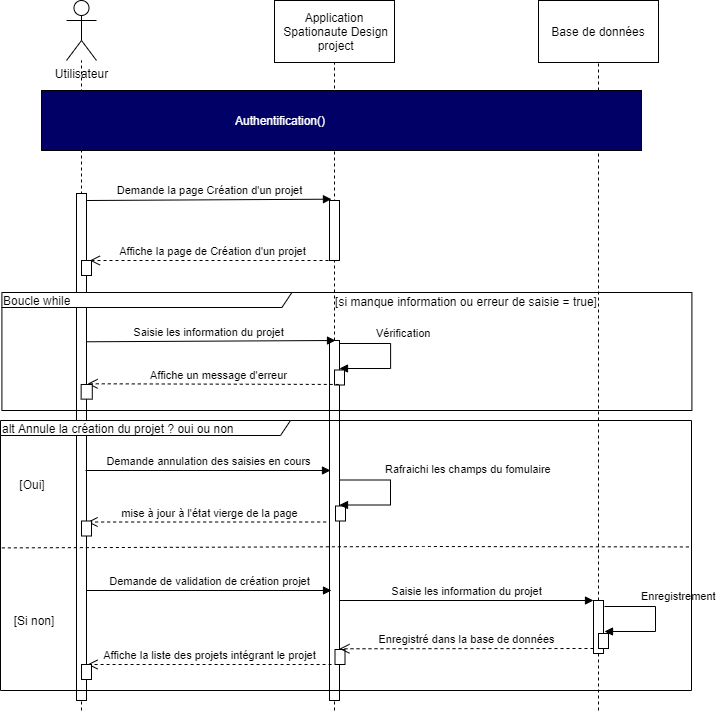 Application
Spationaute Design
project
Base de données
Utilisateur
Authentification()
Demande la page Création d'un projet
Affiche la page de Création d'un projet
Boucle while
[si manque information ou erreur de saisie = true]
Saisie les information du projet
Vérification
Affiche un message d'erreur
alt Annule la création du projet ? oui ou non
Demande annulation des saisies en cours
Rafraichi les champs du fomulaire
[Oui]
mise à jour à l'état vierge de la page
Demande de validation de création projet
Saisie les information du projet
Enregistrement
[Si non]
Enregistré dans la base de données
Affiche la liste des projets intégrant le projet